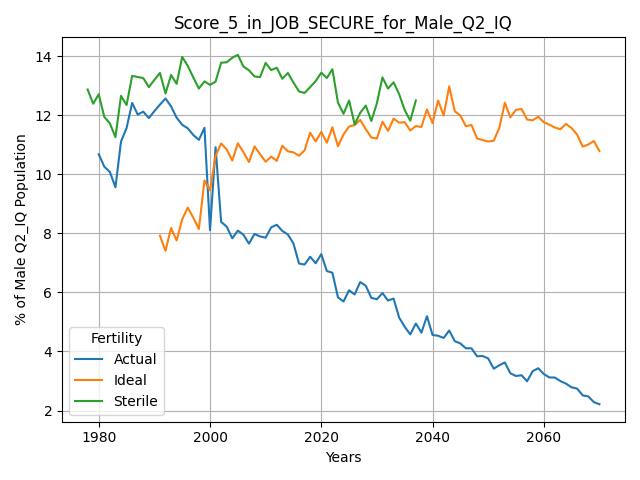 Score_5_in_JOB_SECURE_for_Male_Q2_IQ
% of Male Q2_IQ Population
14
12
10
8
6
4
2
Fertility
Actual
Ideal
Sterile
1980
2000
2020
2040
2060
Years